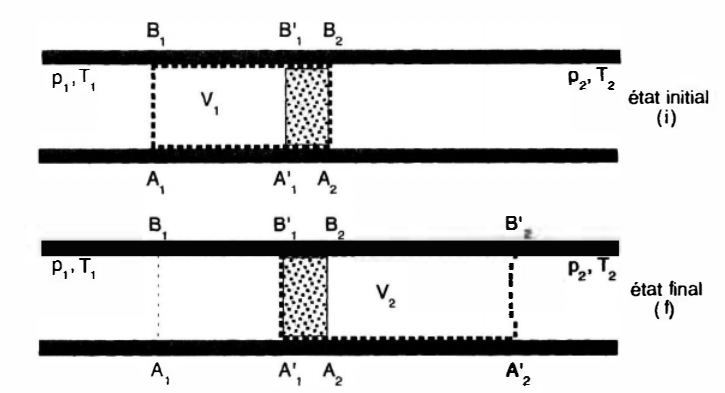 B₁ B'₁ B₂
p₁, T₁ p₂, T₂
V₁
état initial
(i)
A₁ A'₁ A₂
B₁ B'₁ B₂ B'₂
p₁, T₁ p₂, T₂
V₂
état final
(f)
A₁ A'₁ A₂ A'₂